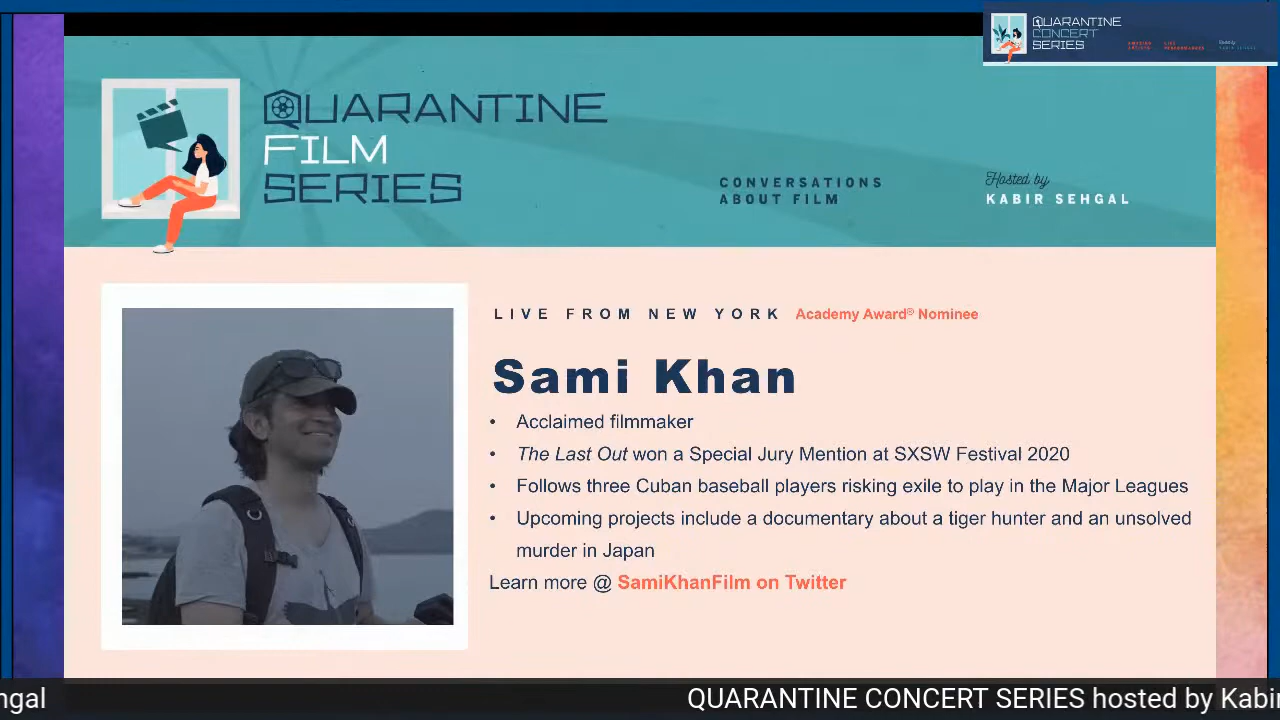 QUARANTINE
CONCERT
SERIES
QUARANTINE
FILM
SERIES
CONVERSATIONS
ABOUT FILM
Hosted by
KABIR SEHGAL
LIVE FROM NEW YORK Academy Award® Nominee
Sami Khan
• Acclaimed filmmaker
• The Last Out won a Special Jury Mention at SXSW Festival 2020
• Follows three Cuban baseball players risking exile to play in the Major Leagues
• Upcoming projects include a documentary about a tiger hunter and an unsolved
murder in Japan
Learn more @ SamiKhanFilm on Twitter
ngal QUARANTINE CONCERT SERIES hosted by Kabir